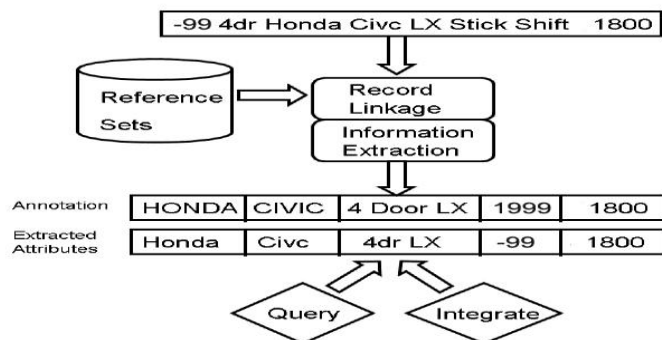 -99 4dr Honda Civc LX Stick Shift 1800
Reference
Sets
Record
Linkage
Information
Extraction
Annotation HONDA CIVIC 4 Door LX 1999 1800
Extracted
Attributes Honda Civc 4dr LX -99 1800
Query Integrate